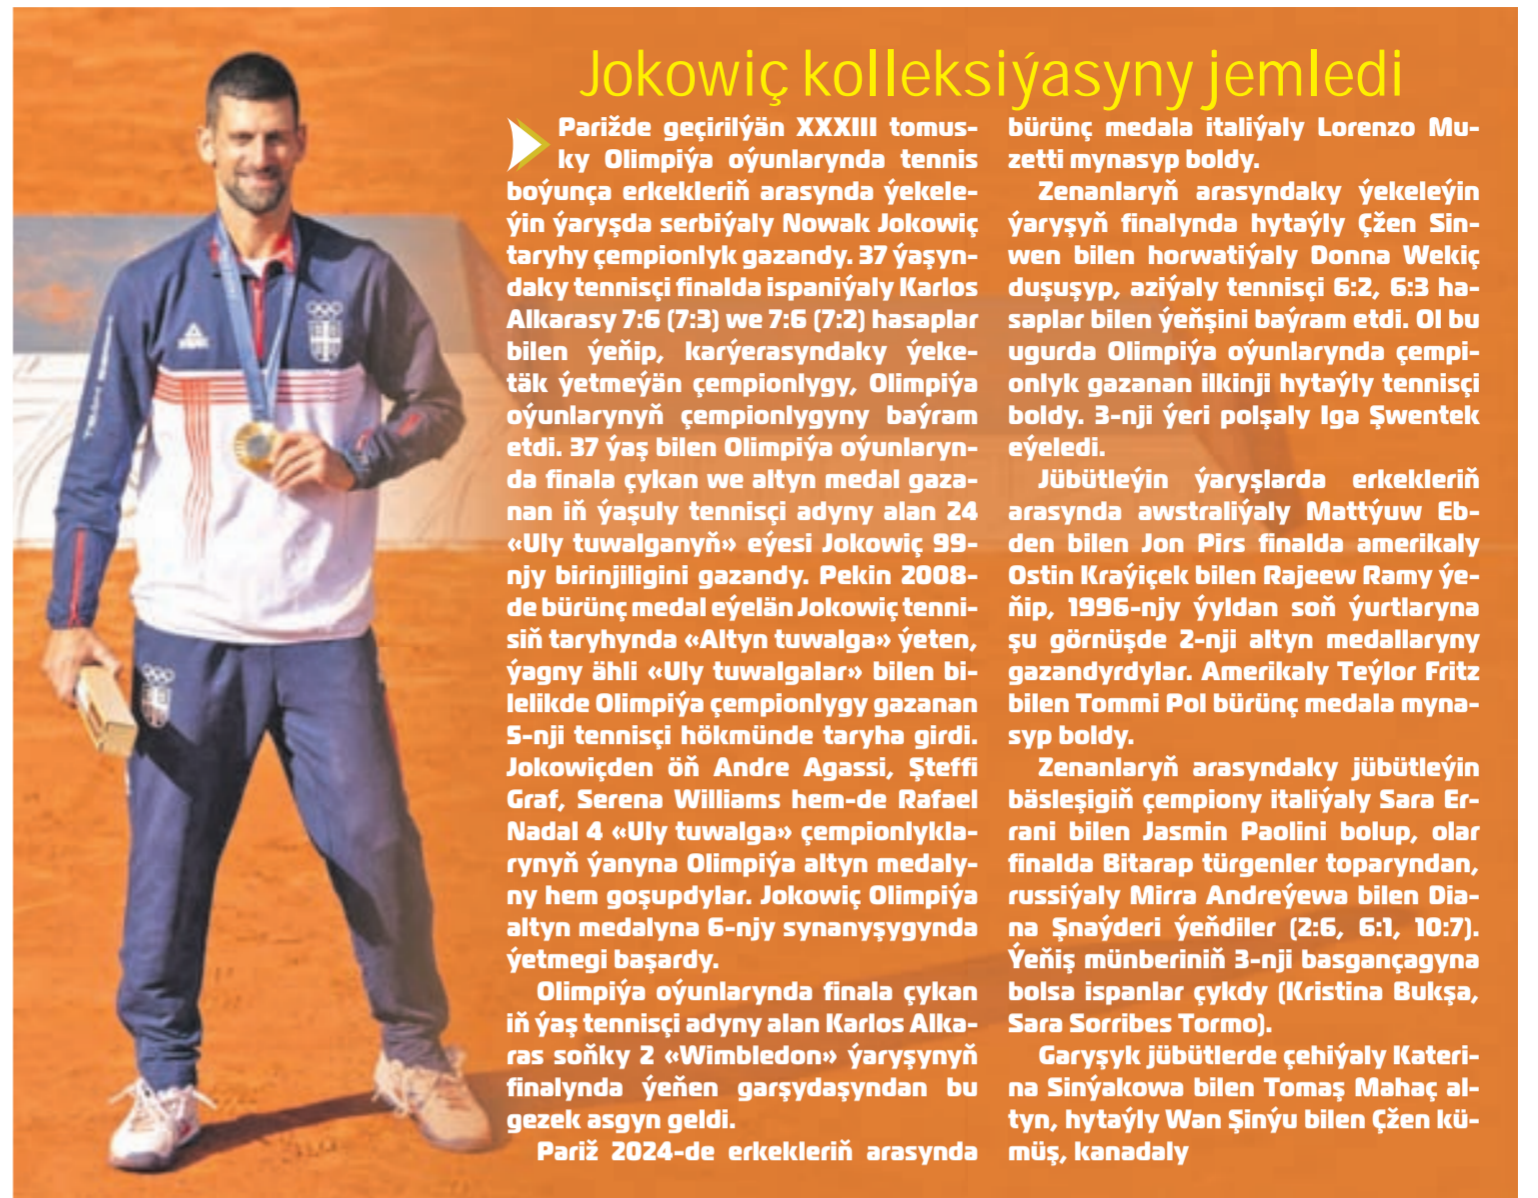 Jokowiç kolleksiýasyny jemledi
Parižde geçirilýän XXXIII tomus-
ky Olimpiýa oýunlarynda tennis
boýunça erkekleriň arasynda ýekele-
ýin ýaryşda serbiýaly Nowak Jokowiç
taryhy çempionlyk gazandy. 37 ýaşyn-
daky tennisçi finalda ispaniýaly Karlos
Alkarasy 7:6 (7:3) we 7:6 (7:2) hasaplar
bilen ýeňip, karýerasyndaky ýeke-
täk ýetmeýän çempionlygy, Olimpiýa
oýunlarynyň çempionlygyny baýram
etdi. 37 ýaş bilen Olimpiýa oýunlaryn-
da finala çykan we altyn medal gaza-
nan iň ýaşuly tennisçi adyny alan 24
«Uly tuwalganyň» eýesi Jokowiç 99-
njy birinjiligini gazandy. Pekin 2008-
de bürünç medal eýelän Jokowiç tenni-
siň taryhynda «Altyn tuwalga» ýeten,
ýagny ähli «Uly tuwalgalar» bilen bi-
lelikde Olimpiýa çempionlygy gazanan
5-nji tennisçi hökmünde taryha girdi.
Jokowiçden öň Andre Agassi, Şteffi
Graf, Serena Williams hem-de Rafael
Nadal 4 «Uly tuwalga» çempionlykla-
rynyň ýanyna Olimpiýa altyn medaly-
ny hem goşupdylar. Jokowiç Olimpiýa
altyn medalyna 6-njy synanyşygynda
ýetmegi başardy.
Olimpiýa oýunlarynda finala çykan
iň ýaş tennisçi adyny alan Karlos Alka-
ras soňky 2 «Wimbledon» ýaryşynyň
finalynda ýeňen garşydaşyndan bu
gezek asgyn geldi.
Pariž 2024-de erkekleriň arasynda
bürünç medala italiýaly Lorenzo Mu-
zetti mynasyp boldy.
Zenanlaryň arasyndaky ýekeleýin
ýaryşyň finalynda hytaýly Çžen Sin-
wen bilen horwatiýaly Donna Wekiç
duşuşyp, aziýaly tennisçi 6:2, 6:3 ha-
saplar bilen ýeňşini baýram etdi. Ol bu
ugurda Olimpiýa oýunlarynda çempi-
onlyk gazanan ilkinji hytaýly tennisçi
boldy. 3-nji ýeri polşaly Iga Şwentek
eýeledi.
Jübütleýin ýaryşlarda erkekleriň
arasynda awstraliýaly Mattýuw Eb-
den bilen Jon Pirs finalda amerikaly
Ostin Kraýiçek bilen Rajeew Ramy ýe-
ňip, 1996-njy ýyldan soň ýurtlaryna
şu görnüşde 2-nji altyn medallaryny
gazandyrdylar. Amerikaly Teýlor Fritz
bilen Tommi Pol bürünç medala myna-
syp boldy.
Zenanlaryň arasyndaky jübütleýin
bäsleşigiň çempiony italiýaly Sara Er-
rani bilen Jasmin Paolini bolup, olar
finalda Bitarap türgenler toparyndan,
russiýaly Mirra Andreýewa bilen Dia-
na Şnaýderi ýeňdiler (2:6, 6:1, 10:7).
Ýeňiş münberiniň 3-nji basgançagyna
bolsa ispanlar çykdy (Kristina Bukşa,
Sara Sorribes Tormo).
Garyşyk jübütlerde çehiýaly Kateri-
na Sinýakowa bilen Tomaş Mahaç al-
tyn, hytaýly Wan Şinýu bilen Çžen kü-
müş, kanadaly